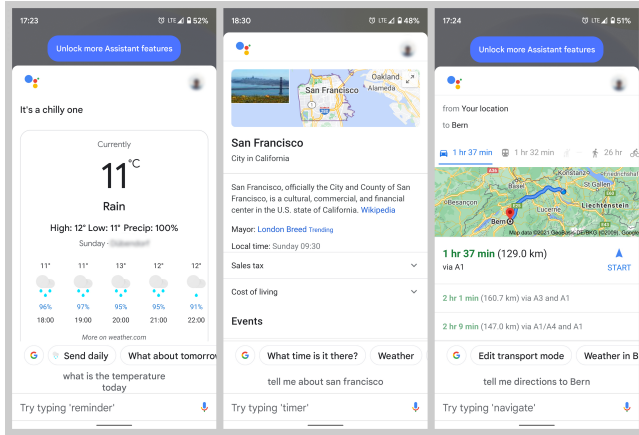 17:23
LTE 52%
Unlock more Assistant features
It's a chilly one
Currently
11°C
Rain
High: 12° Low: 11° Precip: 100%
Sunday -
11° 11° 13° 12° 12°
96% 97% 95% 95% 91%
18:00 19:00 20:00 21:00 22:00
More on weather.com
G Send daily What about tomorrow
what is the temperature
today
Try typing 'reminder'
18:30
LTE 48%
San Francisco
Oakland
Alameda
San Francisco
City in California
San Francisco, officially the City and County of San
Francisco, is a cultural, commercial, and financial
center in the U.S. state of California. Wikipedia
Mayor: London Breed Trending
Local time: Sunday 09:30
Sales tax
Cost of living
Events
G What time is it there? Weather
tell me about san francisco
Try typing 'timer'
17:24
LTE 51%
Unlock more Assistant features
from Your location
to Bern
1 hr 37 min 1 hr 32 min - 26 hr
A36
Konstanz
Friedrichshaf
Basel
St Gallen
Besançon
Liechtenstein
Lucerne
Bern
Map data ©2021 GeoBasis-DE/BKG (©2009), Google
1 hr 37 min (129.0 km)
via A1
START
2 hr 1 min (160.7 km) via A3 and A1
2 hr 9 min (147.0 km) via A1/A4 and A1
G Edit transport mode Weather in B
tell me directions to Bern
Try typing 'navigate'